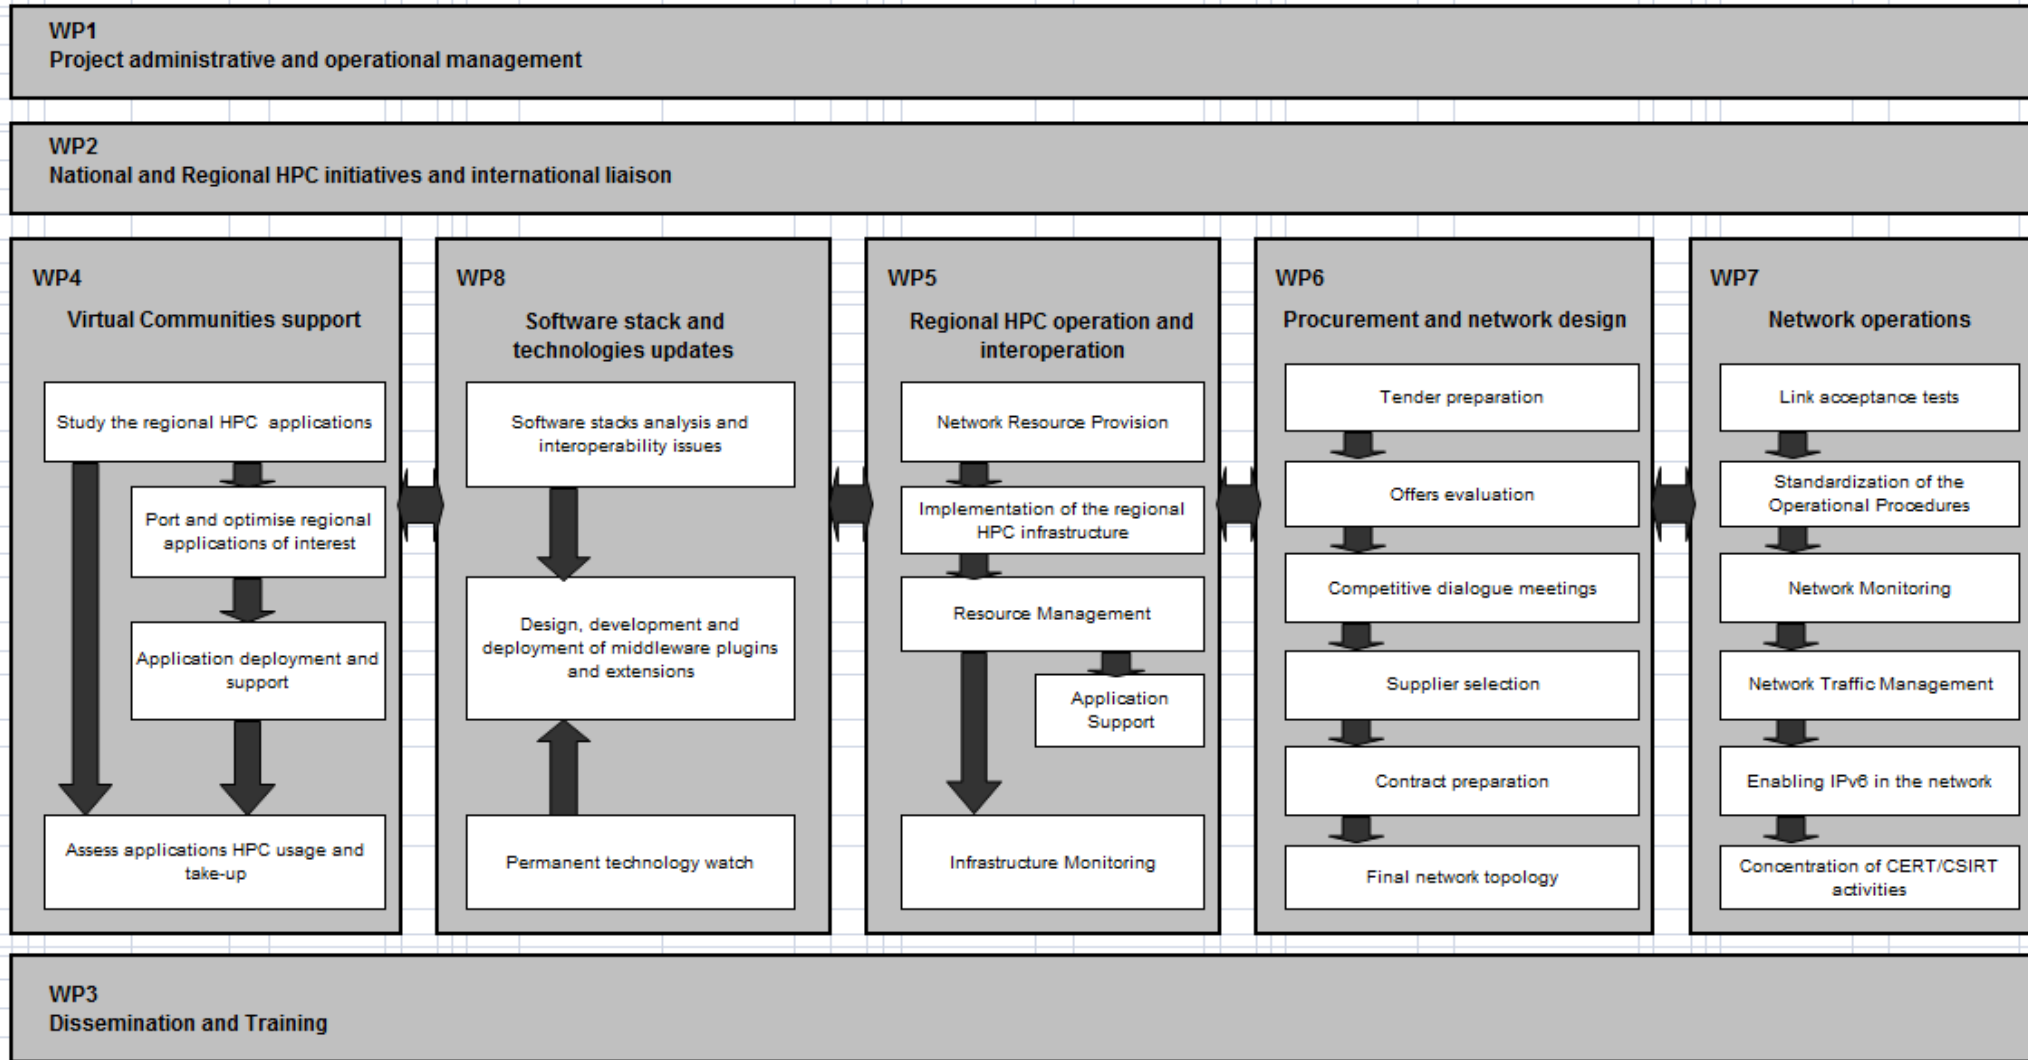 WP1
Project administrative and operational management
WP2
National and Regional HPC initiatives and international liaison
WP4
Virtual Communities support
Study the regional HPC applications
Port and optimise regional
applications of interest
Application deployment and
support
Assess applications HPC usage and
take-up
WP8
Software stack and
technologies updates
Software stacks analysis and
interoperability issues
Design, development and
deployment of middleware plugins
and extensions
Permanent technology watch
WP5
Regional HPC operation and
interoperation
Network Resource Provision
Implementation of the regional
HPC infrastructure
Resource Management
Application
Support
Infrastructure Monitoring
WP6
Procurement and network design
Tender preparation
Offers evaluation
Competitive dialogue meetings
Supplier selection
Contract preparation
Final network topology
WP7
Network operations
Link acceptance tests
Standardization of the
Operational Procedures
Network Monitoring
Network Traffic Management
Enabling IPv6 in the network
Concentration of CERT/CSIRT
activities
WP3
Dissemination and Training